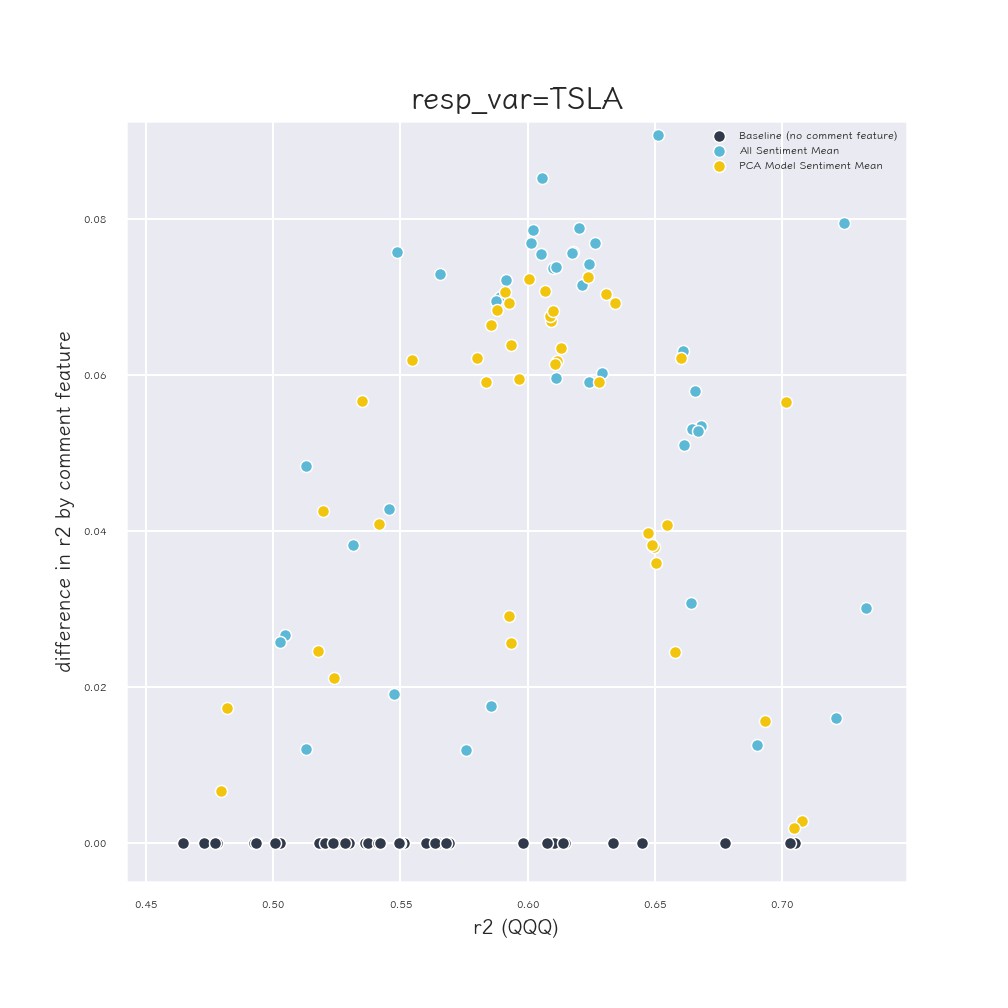 resp_var=TSLA
Baseline (no comment feature)
All Sentiment Mean
PCA Model Sentiment Mean
difference in r2 by comment feature
0.08
0.06
0.04
0.02
0.00
0.45 0.50 0.55 0.60 0.65 0.70
r2 (QQQ)